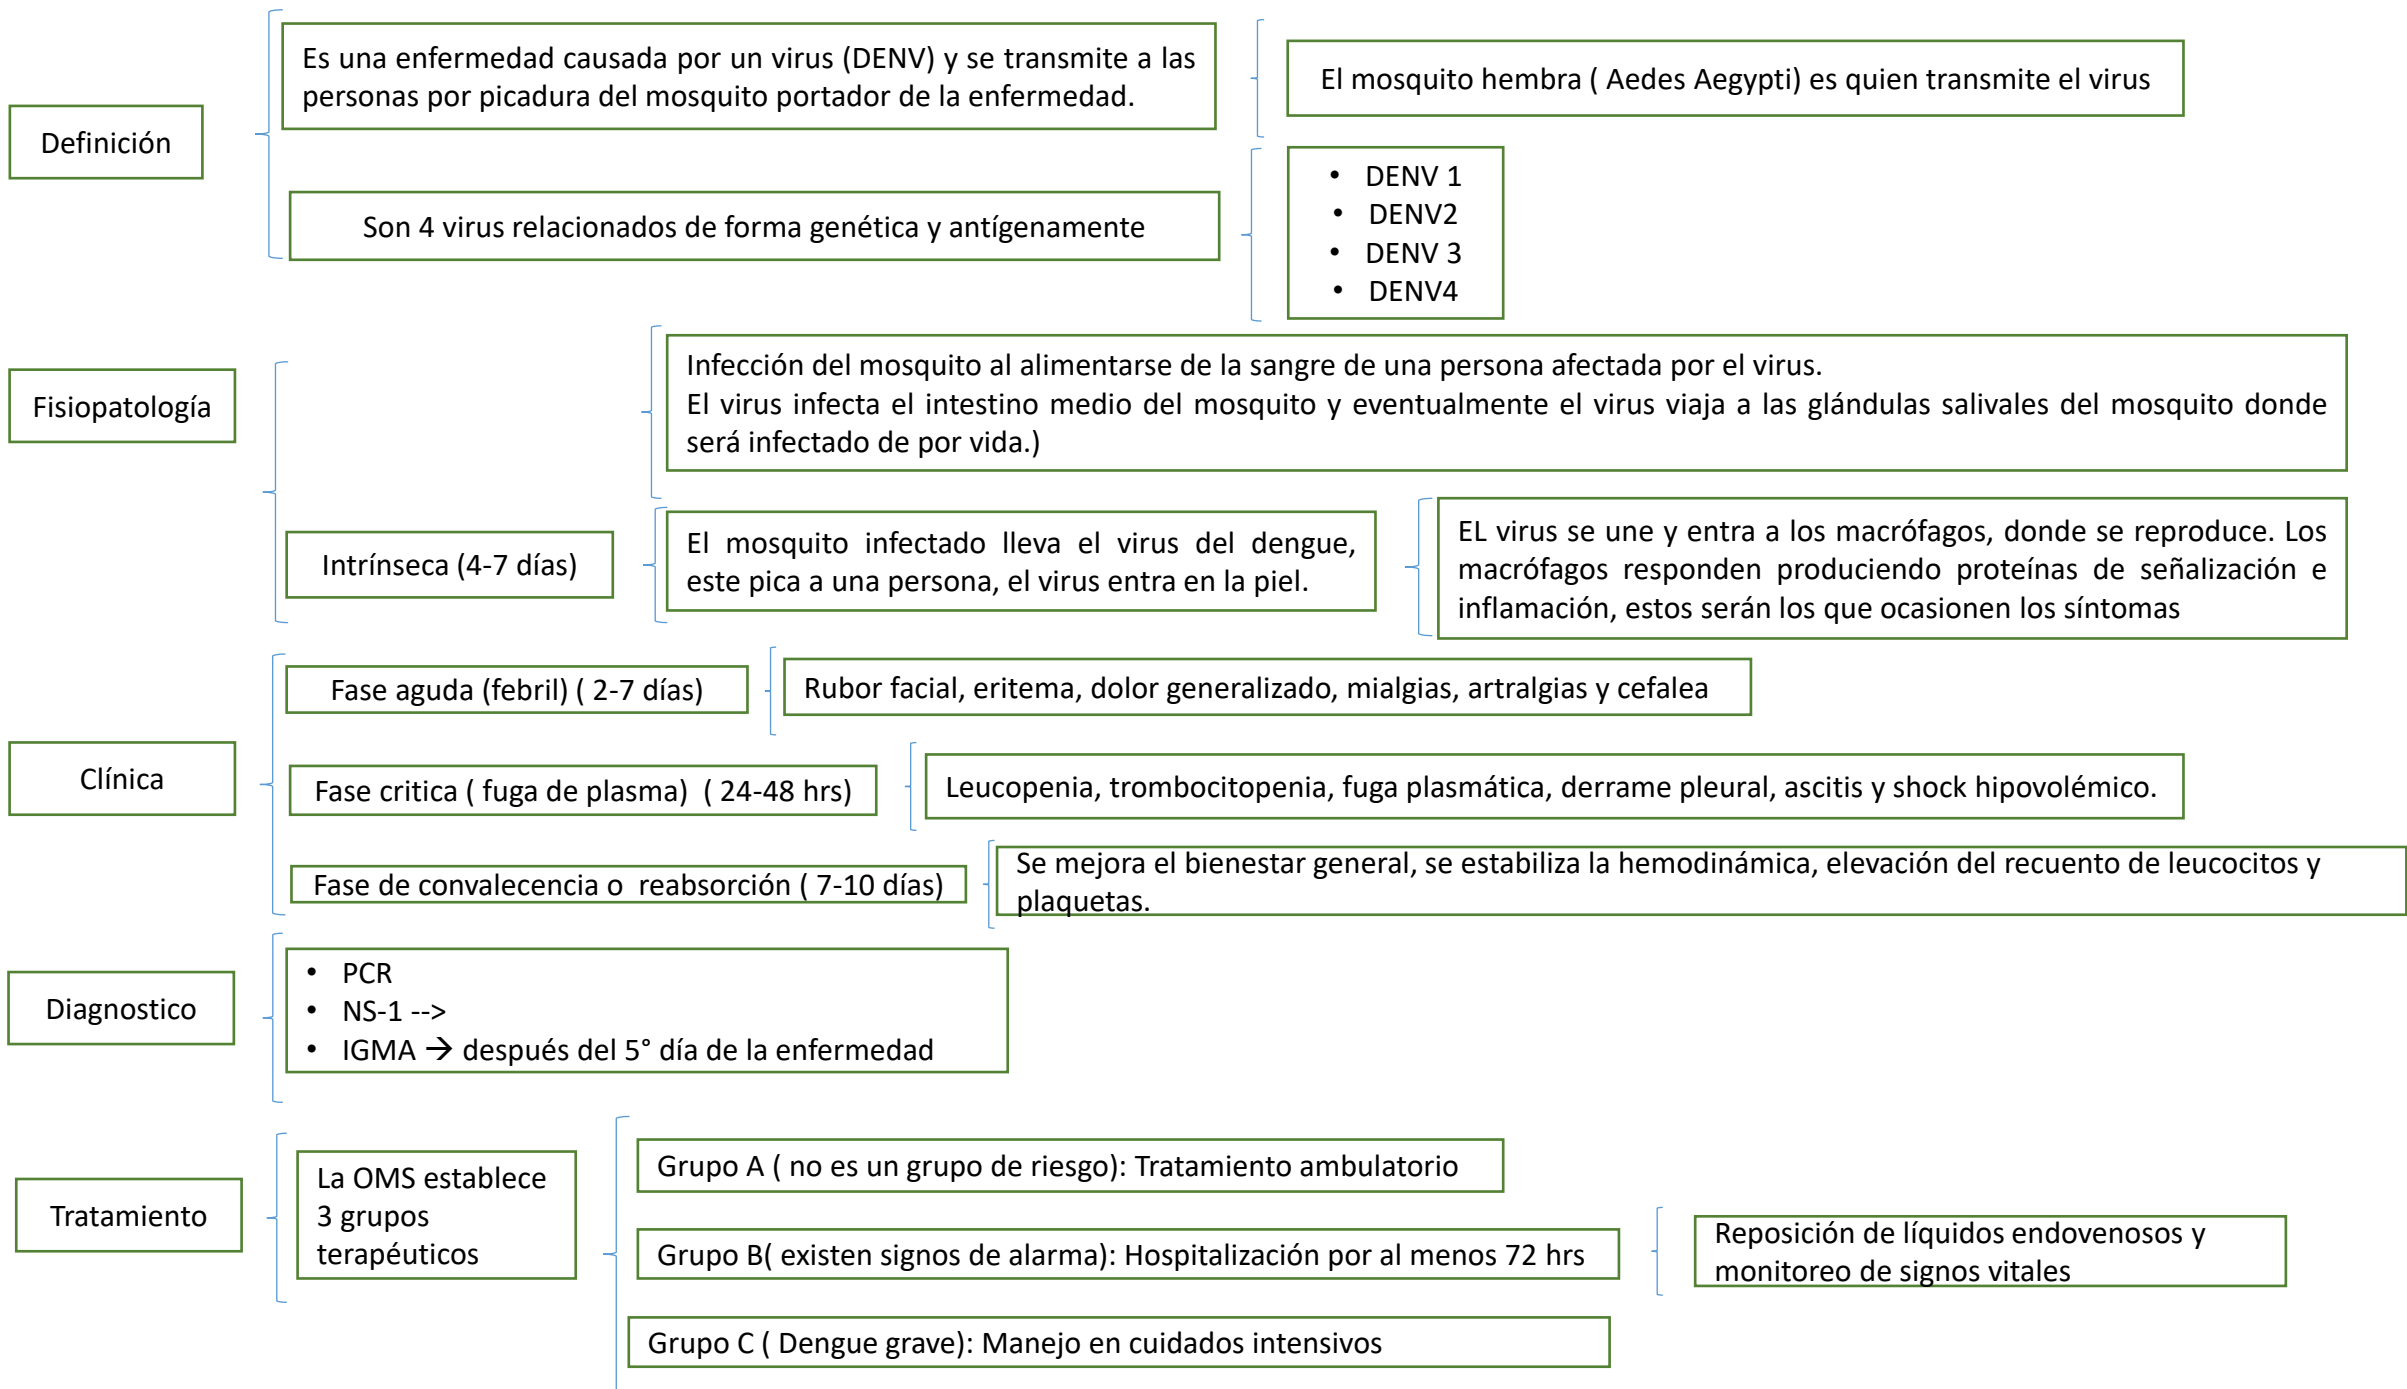 Definición
Es una enfermedad causada por un virus (DENV) y se transmite a las
personas por picadura del mosquito portador de la enfermedad.
El mosquito hembra ( Aedes Aegypti) es quien transmite el virus
Son 4 virus relacionados de forma genética y antígenamente
• DENV 1
• DENV2
• DENV 3
• DENV4
Fisiopatología
Infección del mosquito al alimentarse de la sangre de una persona afectada por el virus.
El virus infecta el intestino medio del mosquito y eventualmente el virus viaja a las glándulas salivales del mosquito donde
será infectado de por vida.)
Intrínseca (4-7 días)
El mosquito infectado lleva el virus del dengue,
este pica a una persona, el virus entra en la piel.
EL virus se une y entra a los macrófagos, donde se reproduce. Los
macrófagos responden produciendo proteínas de señalización e
inflamación, estos serán los que ocasionen los síntomas
Clínica
Fase aguda (febril) ( 2-7 días)
Rubor facial, eritema, dolor generalizado, mialgias, artralgias y cefalea
Fase critica ( fuga de plasma)  ( 24-48 hrs)
Leucopenia, trombocitopenia, fuga plasmática, derrame pleural, ascitis y shock hipovolémico.
Fase de convalecencia o  reabsorción ( 7-10 días)
Se mejora el bienestar general, se estabiliza la hemodinámica, elevación del recuento de leucocitos y
plaquetas.
Diagnostico
• PCR
• NS-1 -->
• IGMA → después del 5° día de la enfermedad
Tratamiento
La OMS establece
3 grupos
terapéuticos
Grupo A ( no es un grupo de riesgo): Tratamiento ambulatorio
Grupo B( existen signos de alarma): Hospitalización por al menos 72 hrs
Reposición de líquidos endovenosos y
monitoreo de signos vitales
Grupo C ( Dengue grave): Manejo en cuidados intensivos